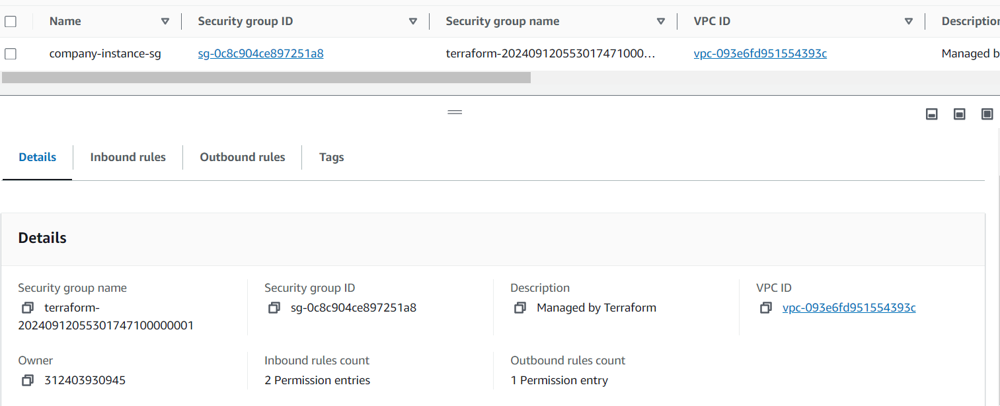 Name Security group ID Security group name VPC ID Description
company-instance-sg sg-0c8c904ce897251a8 terraform-202409120553017471000… vpc-093e6fd951554393c Managed b
Details Inbound rules Outbound rules Tags
Details
Security group name Security group ID Description VPC ID
terraform- sg-0c8c904ce897251a8 Managed by Terraform vpc-093e6fd951554393c
20240912055301747100000001
Owner Inbound rules count Outbound rules count
312403930945 2 Permission entries 1 Permission entry